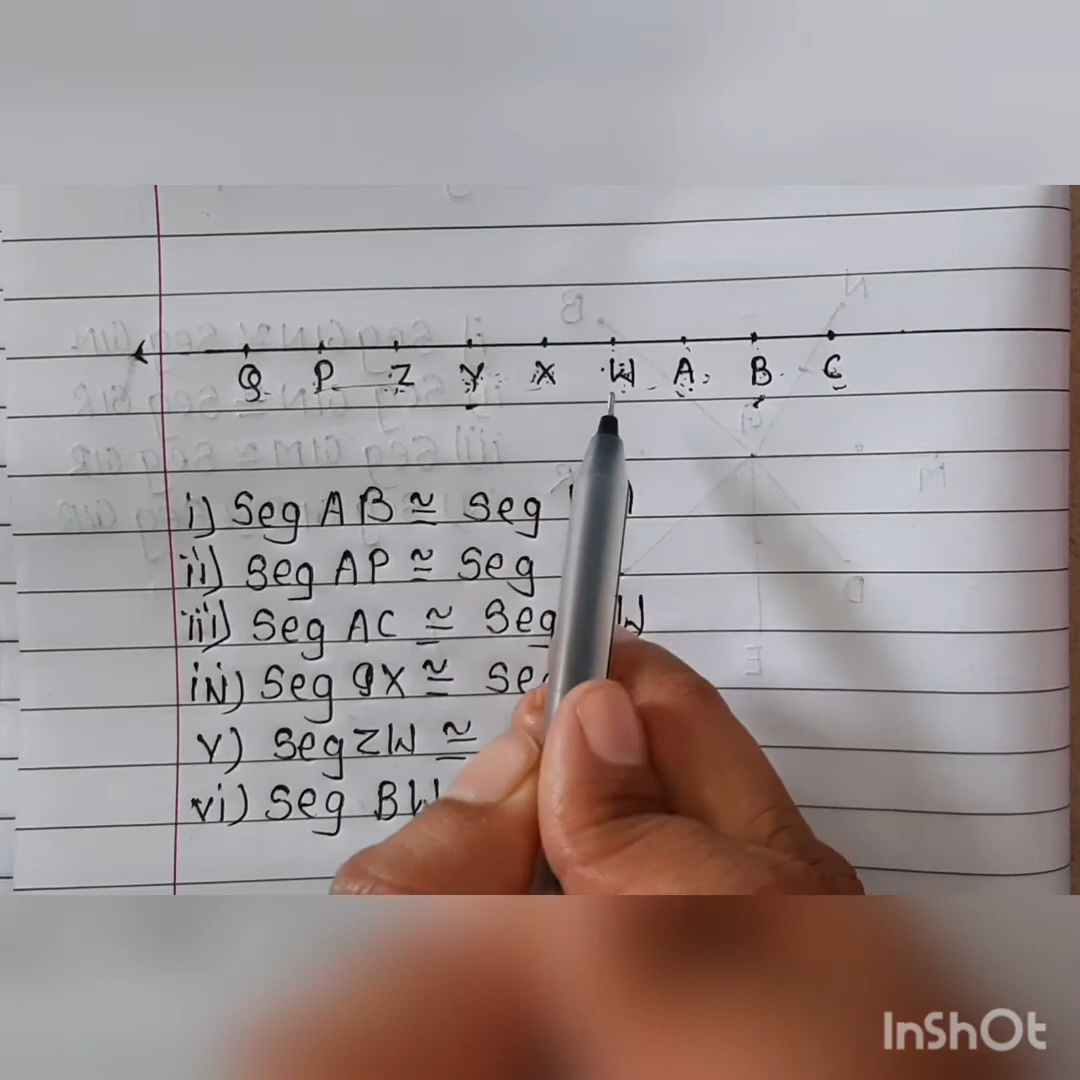 Q P Z Y X W A B C
i) Seg AB ≅ Seg
ii) Seg AP ≅ Seg
iii) Seg AC ≅ Seg
iv) Seg QX ≅
v) Seg ZW ≅
vi) Seg BW
InShOt